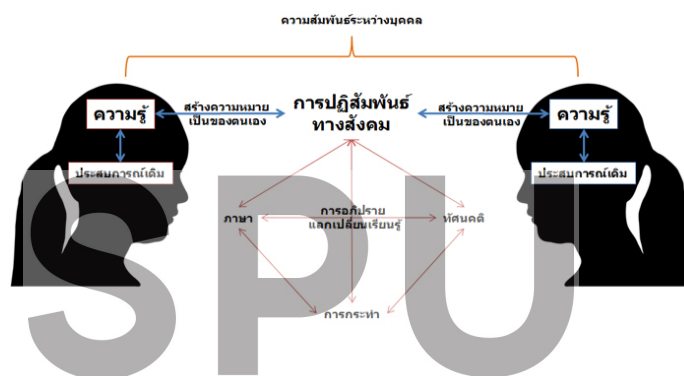 ความสัมพันธ์ระหว่างบุคคล
ความรู้
สร้างความหมาย
เป็นของตนเอง
การปฏิสัมพันธ์
ทางสังคม
สร้างความหมาย
เป็นของตนเอง
ความรู้
ประสบการณ์เดิม
ประสบการณ์เดิม
ภาษา
การอภิปราย
แลกเปลี่ยนเรียนรู้
ทัศนคติ
การกระทำ
SPU